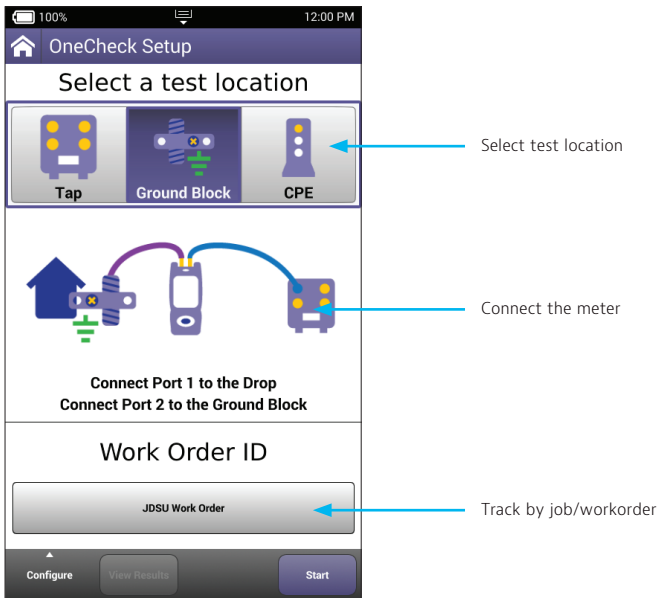 100%
12:00 PM
OneCheck Setup
Select a test location
Tap
Ground Block
CPE
Select test location
Connect the meter
Connect Port 1 to the Drop
Connect Port 2 to the Ground Block
Work Order ID
JDSU Work Order
Track by job/workorder
Configure
View Results
Start